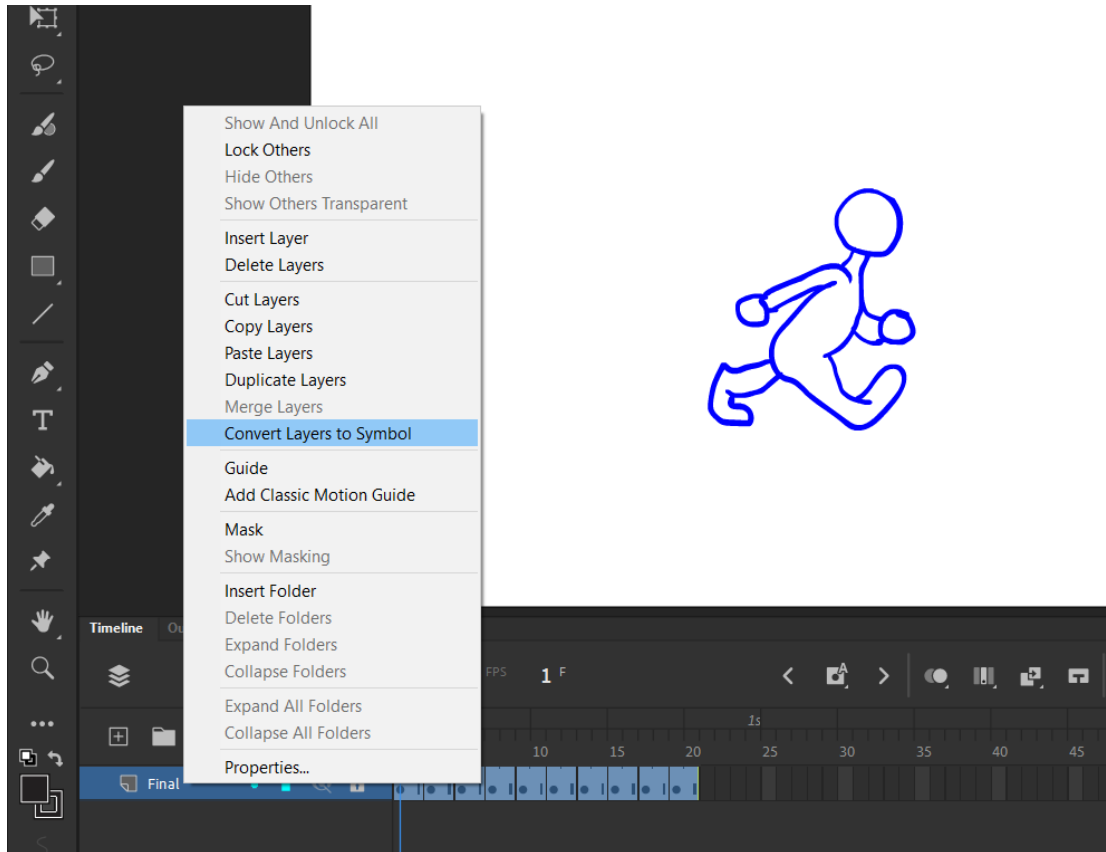 Show And Unlock All
Lock Others
Hide Others
Show Others Transparent
Insert Layer
Delete Layers
Cut Layers
Copy Layers
Paste Layers
Duplicate Layers
Merge Layers
Convert Layers to Symbol
Guide
Add Classic Motion Guide
Mask
Show Masking
Insert Folder
Delete Folders
Expand Folders
Collapse Folders
Expand All Folders
Collapse All Folders
Properties...
T
Timeline Ou
FPS 1 F A
1s
10 15 20 25 30 35 40 45
Final